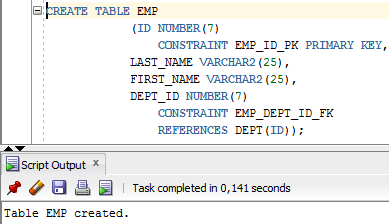 CREATE TABLE EMP
(ID NUMBER(7)
CONSTRAINT EMP_ID_PK PRIMARY KEY,
LAST_NAME VARCHAR2(25),
FIRST_NAME VARCHAR2(25),
DEPT_ID NUMBER(7)
CONSTRAINT EMP_DEPT_ID_FK
REFERENCES DEPT(ID));
Script Output x
Task completed in 0,141 seconds
Table EMP created.